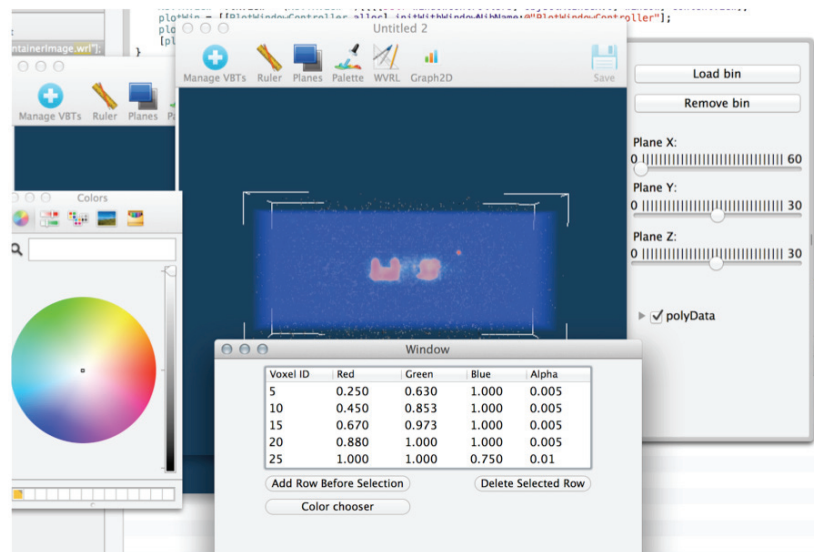 plotWin = [[PlotWindowController alloc] initWithWindowNibName:@"PlotWindowController"];
plo
[pl
}
ntainerImage.wrl"];
Untitled 2
Manage VBTs Ruler Planes Palette WVRL Graph2D Save
Manage VBTs Ruler Planes
Load bin
Remove bin
Plane X:
0 60
Plane Y:
0 30
Plane Z:
0 30
polyData
Colors
Window
Voxel ID Red Green Blue Alpha
5 0.250 0.630 1.000 0.005
10 0.450 0.853 1.000 0.005
15 0.670 0.973 1.000 0.005
20 0.880 1.000 1.000 0.005
25 1.000 1.000 0.750 0.01
Add Row Before Selection Delete Selected Row
Color chooser